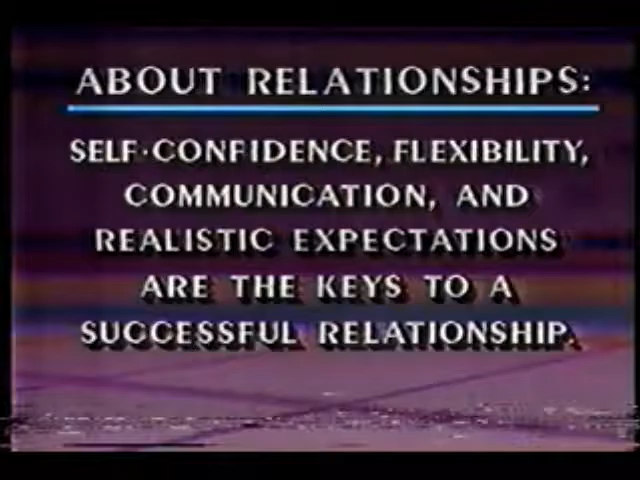 ABOUT RELATIONSHIPS:
SELF-CONFIDENCE, FLEXIBILITY,
COMMUNICATION, AND
REALISTIC EXPECTATIONS
ARE THE KEYS TO A
SUCCESSFUL RELATIONSHIP.